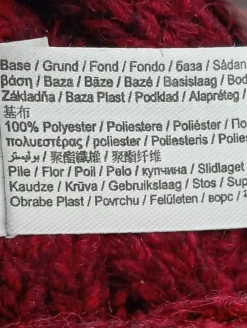 Base / Grund / Fond / Fondo / база / Sådan
βάση / Baza / Bāze / Bazė / Basislaag / Bod
Základňa / Baza Plast / Podklad / Alapréteg /
基布
100% Polyester / Poliestere / Poliéster / По
πολυεστέρας / poliester / Poliesteris / Polies
بوليستر / 聚酯纖維 / 聚酯纤维
Pile / Flor / Poil / Pelo / купчина / Slidlaget
Kaudze / Krūva / Gebruikslaag / Stos / Sup
Obrabe Plast / Povrchu / Felületen / ворс /